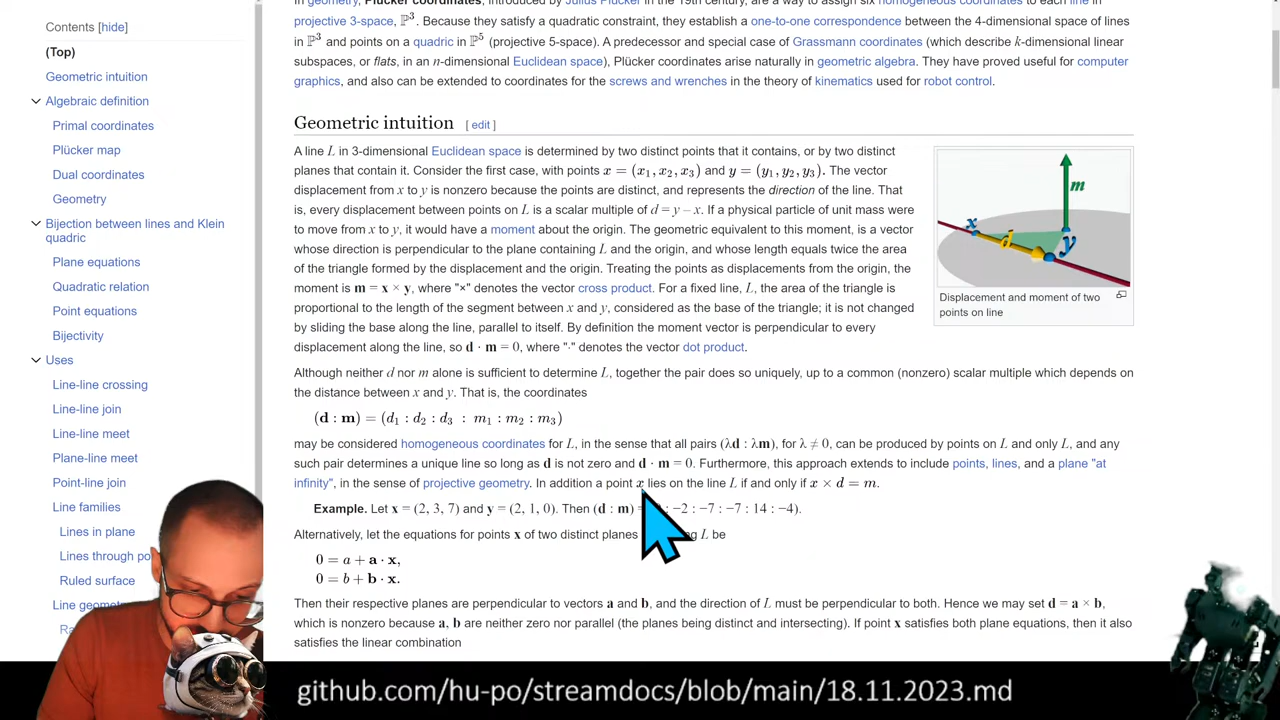 Contents [hide]
(Top)
Geometric intuition
Algebraic definition
Primal coordinates
Plücker map
Dual coordinates
Geometry
Bijection between lines and Klein
quadric
Plane equations
Quadratic relation
Point equations
Bijectivity
Uses
Line-line crossing
Line-line join
Line-line meet
Plane-line meet
Point-line join
Line families
Lines in plane
Lines through po
Ruled surface
Line geom
In geometry, Plücker coordinates, introduced by Julius Plücker in the 19th century, are a way to assign six homogeneous coordinates to each line in
projective 3-space, ℙ³. Because they satisfy a quadratic constraint, they establish a one-to-one correspondence between the 4-dimensional space of lines
in ℙ³ and points on a quadric in ℙ⁵ (projective 5-space). A predecessor and special case of Grassmann coordinates (which describe k-dimensional linear
subspaces, or flats, in an n-dimensional Euclidean space), Plücker coordinates arise naturally in geometric algebra. They have proved useful for computer
graphics, and also can be extended to coordinates for the screws and wrenches in the theory of kinematics used for robot control.
Geometric intuition [ edit ]
A line L in 3-dimensional Euclidean space is determined by two distinct points that it contains, or by two distinct
planes that contain it. Consider the first case, with points x = (x₁, x₂, x₃) and y = (y₁, y₂, y₃). The vector
displacement from x to y is nonzero because the points are distinct, and represents the direction of the line. That
is, every displacement between points on L is a scalar multiple of d = y – x. If a physical particle of unit mass were
to move from x to y, it would have a moment about the origin. The geometric equivalent to this moment, is a vector
whose direction is perpendicular to the plane containing L and the origin, and whose length equals twice the area
of the triangle formed by the displacement and the origin. Treating the points as displacements from the origin, the
moment is m = x × y, where "×" denotes the vector cross product. For a fixed line, L, the area of the triangle is
proportional to the length of the segment between x and y, considered as the base of the triangle; it is not changed
by sliding the base along the line, parallel to itself. By definition the moment vector is perpendicular to every
displacement along the line, so d · m = 0, where "·" denotes the vector dot product.
x
d
y
m
Displacement and moment of two
points on line
Although neither d nor m alone is sufficient to determine L, together the pair does so uniquely, up to a common (nonzero) scalar multiple which depends on
the distance between x and y. That is, the coordinates
(d : m) = (d₁ : d₂ : d₃ : m₁ : m₂ : m₃)
may be considered homogeneous coordinates for L, in the sense that all pairs (λd : λm), for λ ≠ 0, can be produced by points on L and only L, and any
such pair determines a unique line so long as d is not zero and d · m = 0. Furthermore, this approach extends to include points, lines, and a plane "at
infinity", in the sense of projective geometry. In addition a point x lies on the line L if and only if x × d = m.
Example. Let x = (2, 3, 7) and y = (2, 1, 0). Then (d : m) : −2 : −7 : −7 : 14 : −4).
Alternatively, let the equations for points x of two distinct planes L be
0 = a + a · x,
0 = b + b · x.
Then their respective planes are perpendicular to vectors a and b, and the direction of L must be perpendicular to both. Hence we may set d = a × b,
which is nonzero because a, b are neither zero nor parallel (the planes being distinct and intersecting). If point x satisfies both plane equations, then it also
satisfies the linear combination
github.com/hu-po/streamdocs/blob/main/18.11.2023.md